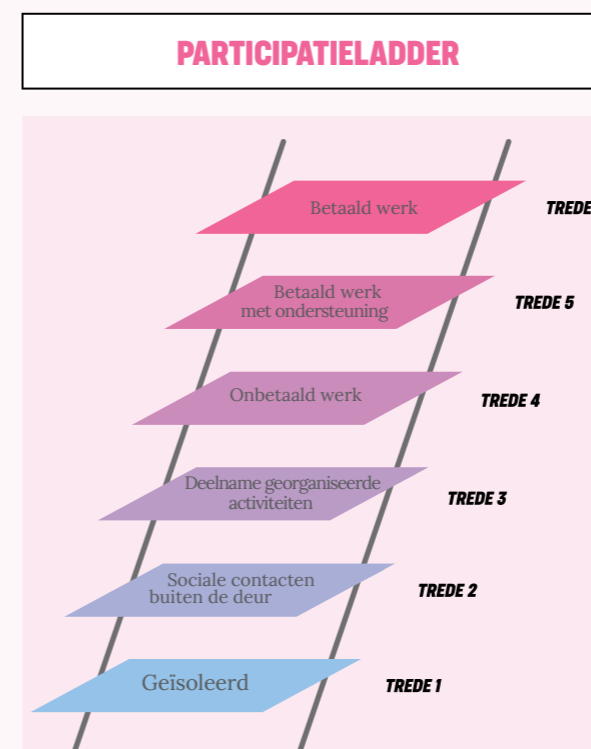 PARTICIPATIELADDER
Betaald werk
TREDE
Betaald werk
met ondersteuning
TREDE 5
Onbetaald werk
TREDE 4
Deelname georganiseerde
activiteiten
TREDE 3
Sociale contacten
buiten de deur
TREDE 2
Geïsoleerd
TREDE 1